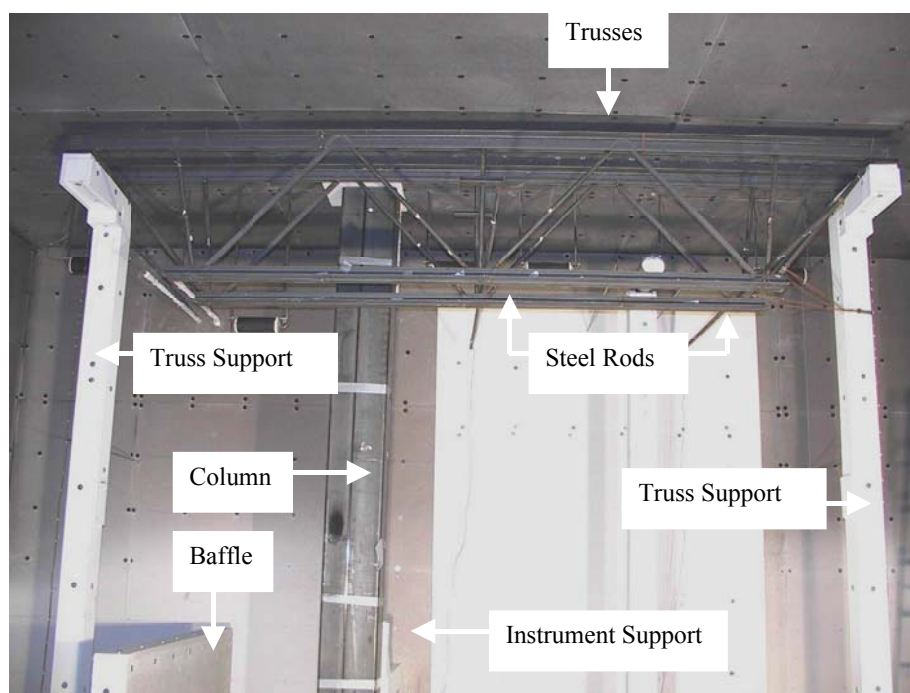 Trusses
Truss Support
Steel Rods
Column
Truss Support
Baffle
Instrument Support